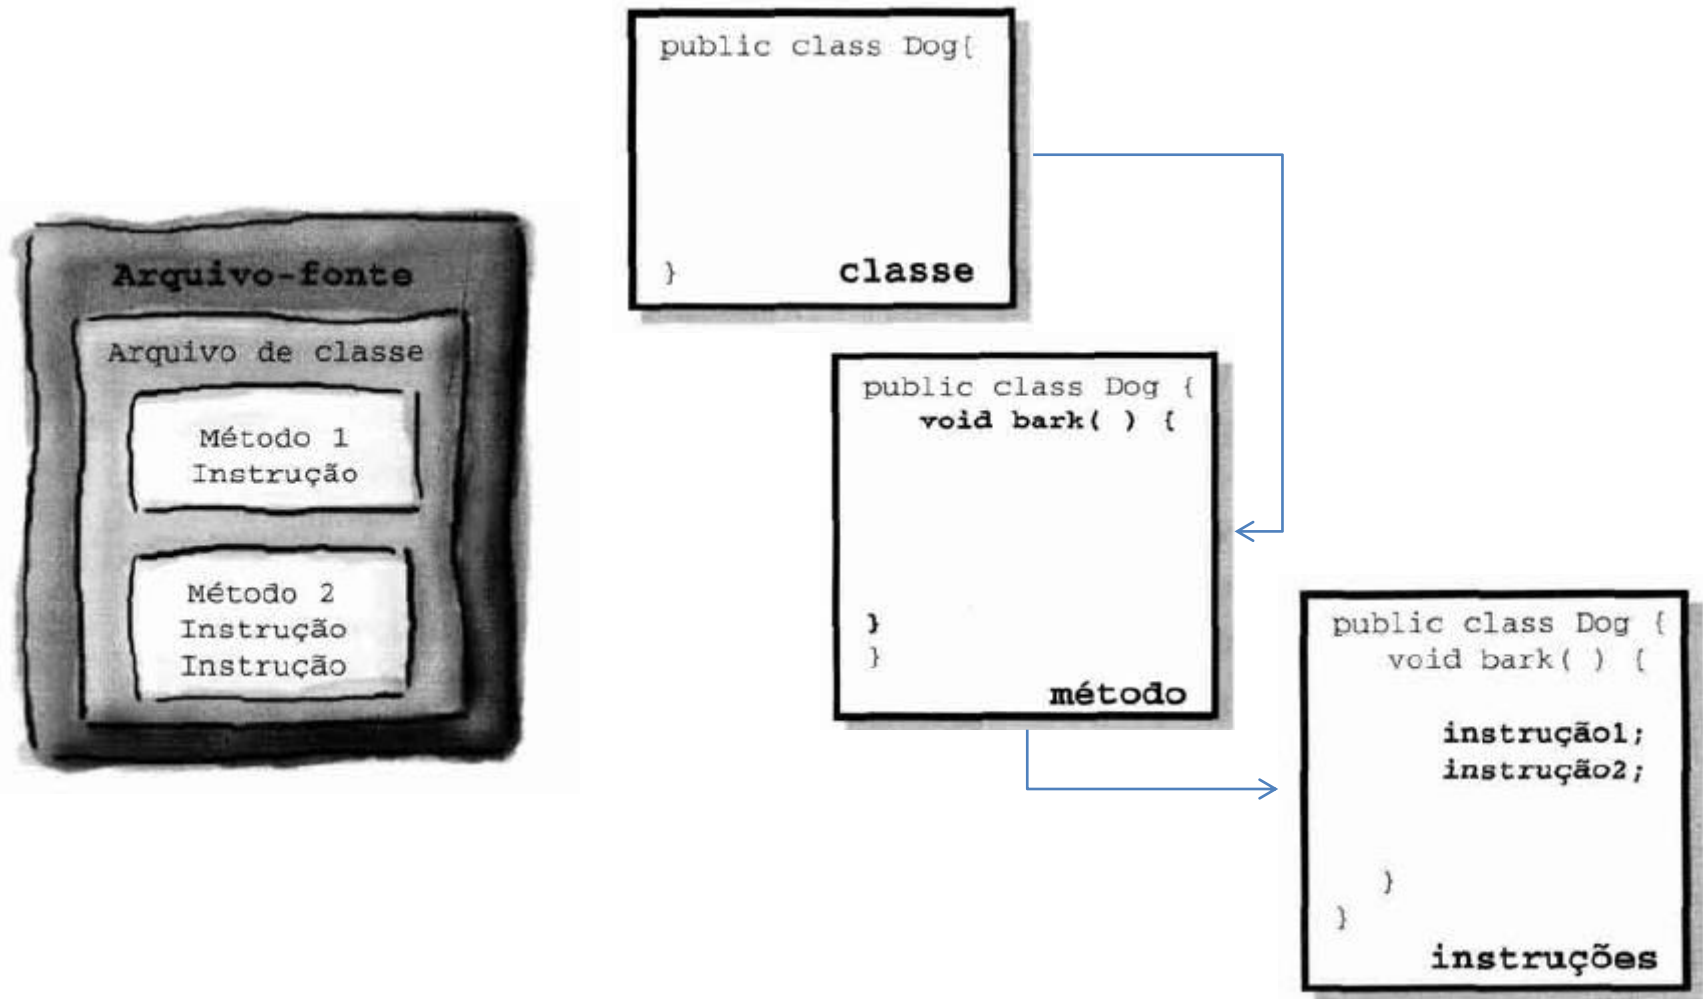 Arquivo-fonte
Arquivo de classe
Método 1
Instrução
Método 2
Instrução
Instrução
public class Dog{
}
classe
public class Dog {
void bark( ) {
}
}
método
public class Dog {
void bark( ) {
instrução1;
instrução2;
}
}
instruções